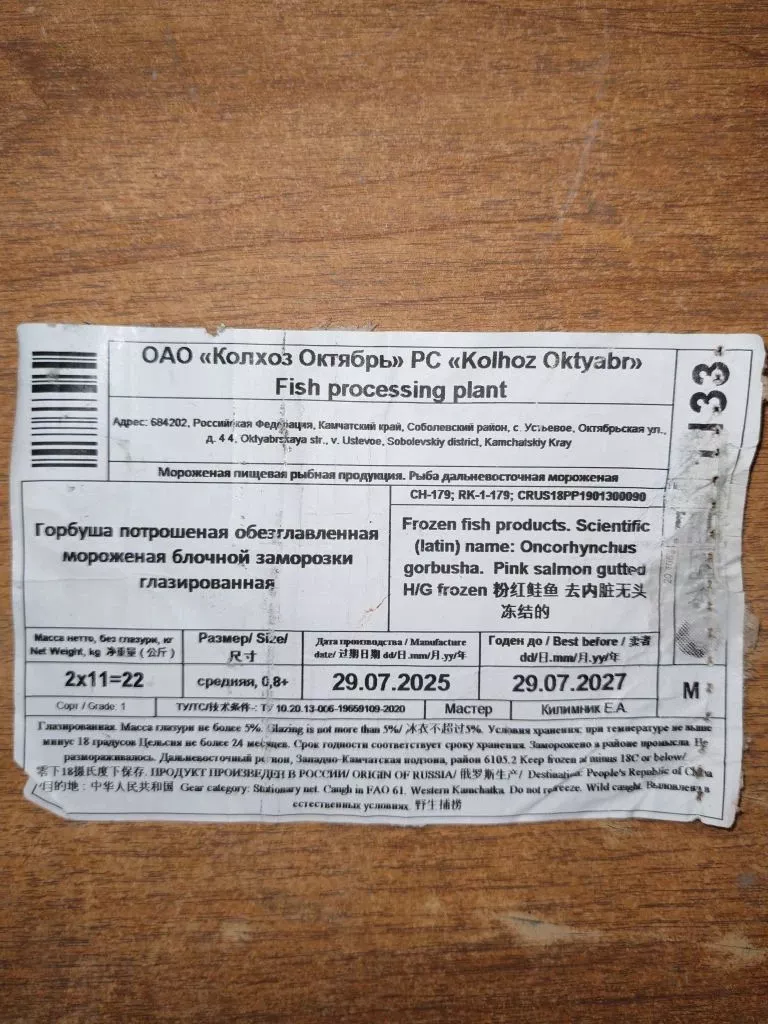 ОАО «Колхоз Октябрь» PC «Kolhoz Oktyabr»
Fish processing plant
Адрес: 684202, Российская Федерация, Камчатский край, Соболевский район, с. Устьевое, Октябрьская ул.,
д. 4 4, Oktyabrskaya str., v. Ustevoe, Sobolevskiy district, Kamchatskiy Kray
Мороженая пищевая рыбная продукция. Рыба дальневосточная мороженая
CH-179; RK-1-179; CRUS18PP1901300090
Горбуша потрошеная обезглавленная
мороженая блочной заморозки
глазированная
Frozen fish products. Scientific
(latin) name: Oncorhynchus
gorbusha. Pink salmon gutted
H/G frozen 粉红鲑鱼 去内脏无头
冻结的
Масса нетто, без глазури, кг
Net Weight, kg 净重量（公斤）
Размер/ Size/
尺寸
Дата производства / Manufacture
date/ 过期日期 dd/日.mm/月.yy/年
Годен до / Best before / 卖者
dd/日.mm/月.yy/年
2x11=22
средняя, 0,8+
29.07.2025
29.07.2027
M
Сорт / Grade: 1
ТУ/ТС/技术条件-: ТУ 10.20.13-006-19659109-2020
Мастер
Килимник Е.А.
Глазированная. Масса глазури не более 5%. Glazing is not more than 5%/ 冰衣不超过5%. Условия хранения: при температуре не выше
минус 18 градусов Цельсия не более 24 месяцев. Срок годности соответствует сроку хранения. Заморожено в районе промысла. Не
размораживалось. Дальневосточный регион, Западно-Камчатская подзона, район 6105.2 Keep frozen at minus 18C or below/
零下18摄氏度下保存. ПРОДУКТ ПРОИЗВЕДЕН В РОССИИ/ ORIGIN OF RUSSIA/ 俄罗斯生产/ Destination: People's Republic of China
/目的地：中华人民共和国 Gear category: Stationary net. Caugh in FAO 61. Western Kamchatka. Do not refreeze. Wild caught. Выловлена в
естественных условиях. 野生捕捞
133